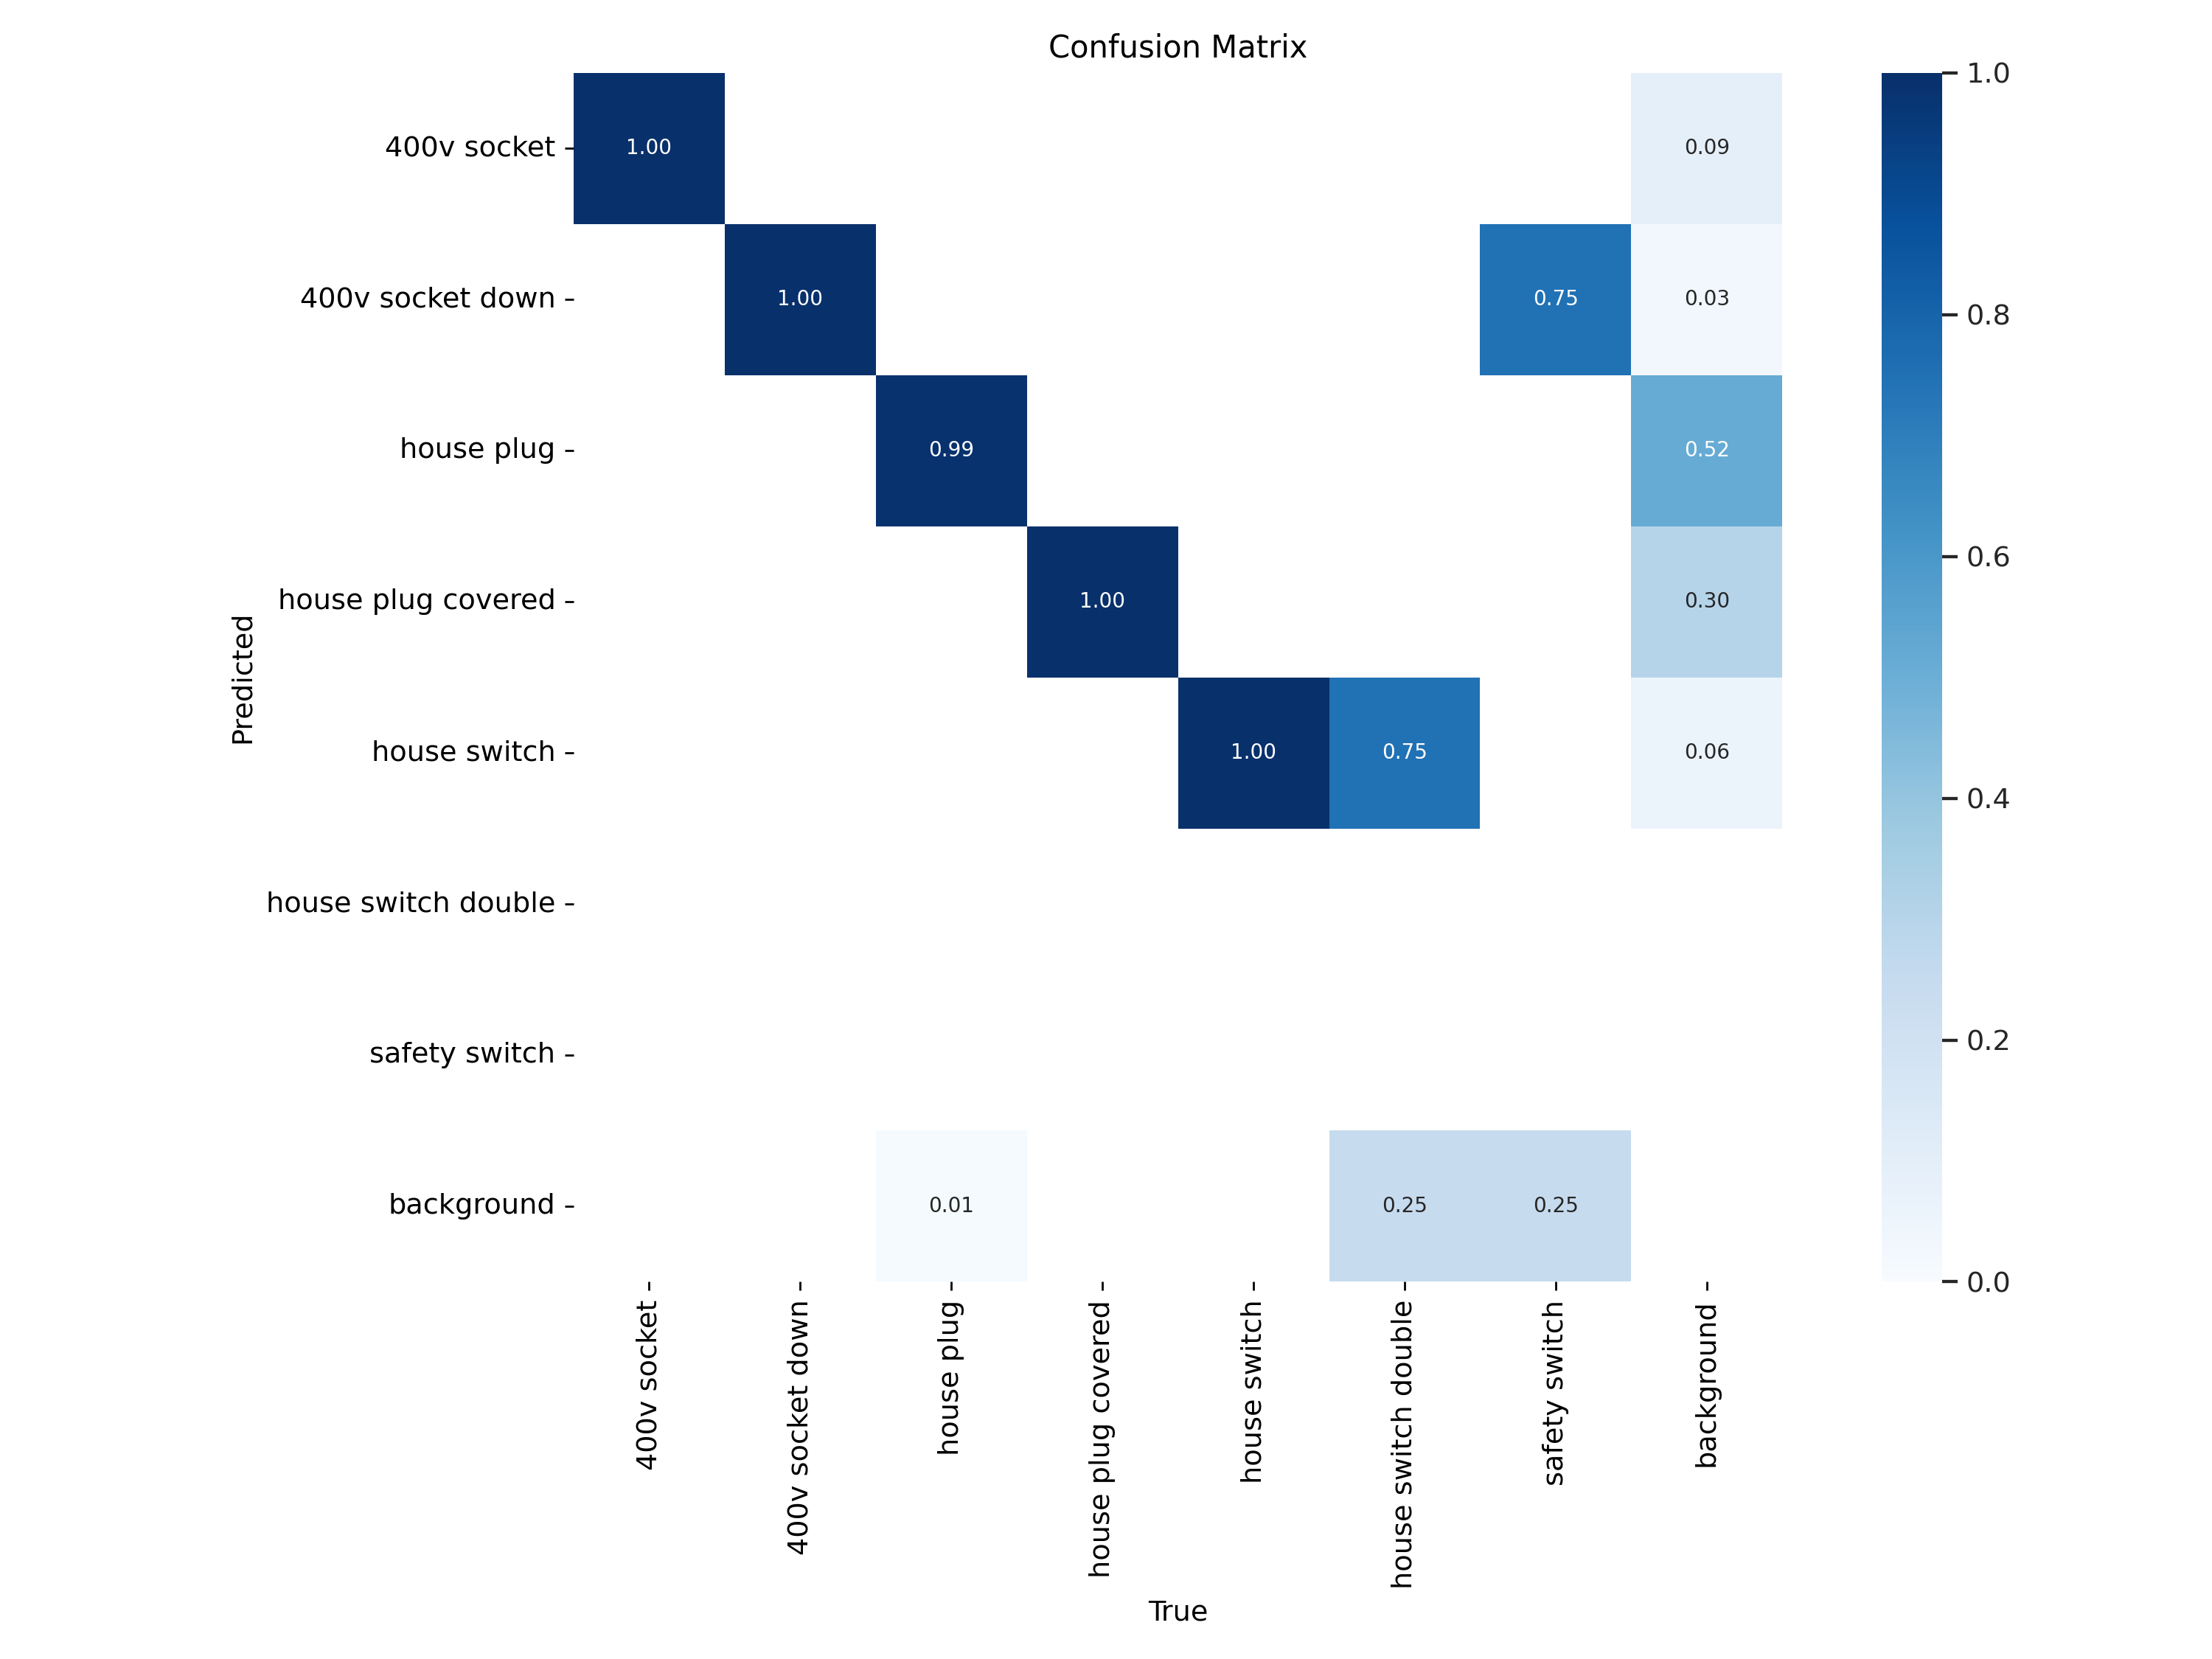 Confusion Matrix
400v socket
1.00
0.09
400v socket down
1.00
0.75
0.03
house plug
0.99
0.52
house plug covered
1.00
0.30
house switch
1.00
0.75
0.06
house switch double
safety switch
background
0.01
0.25
0.25
Predicted
400v socket
400v socket down
house plug
house plug covered
house switch
house switch double
safety switch
background
True
1.0
0.8
0.6
0.4
0.2
0.0